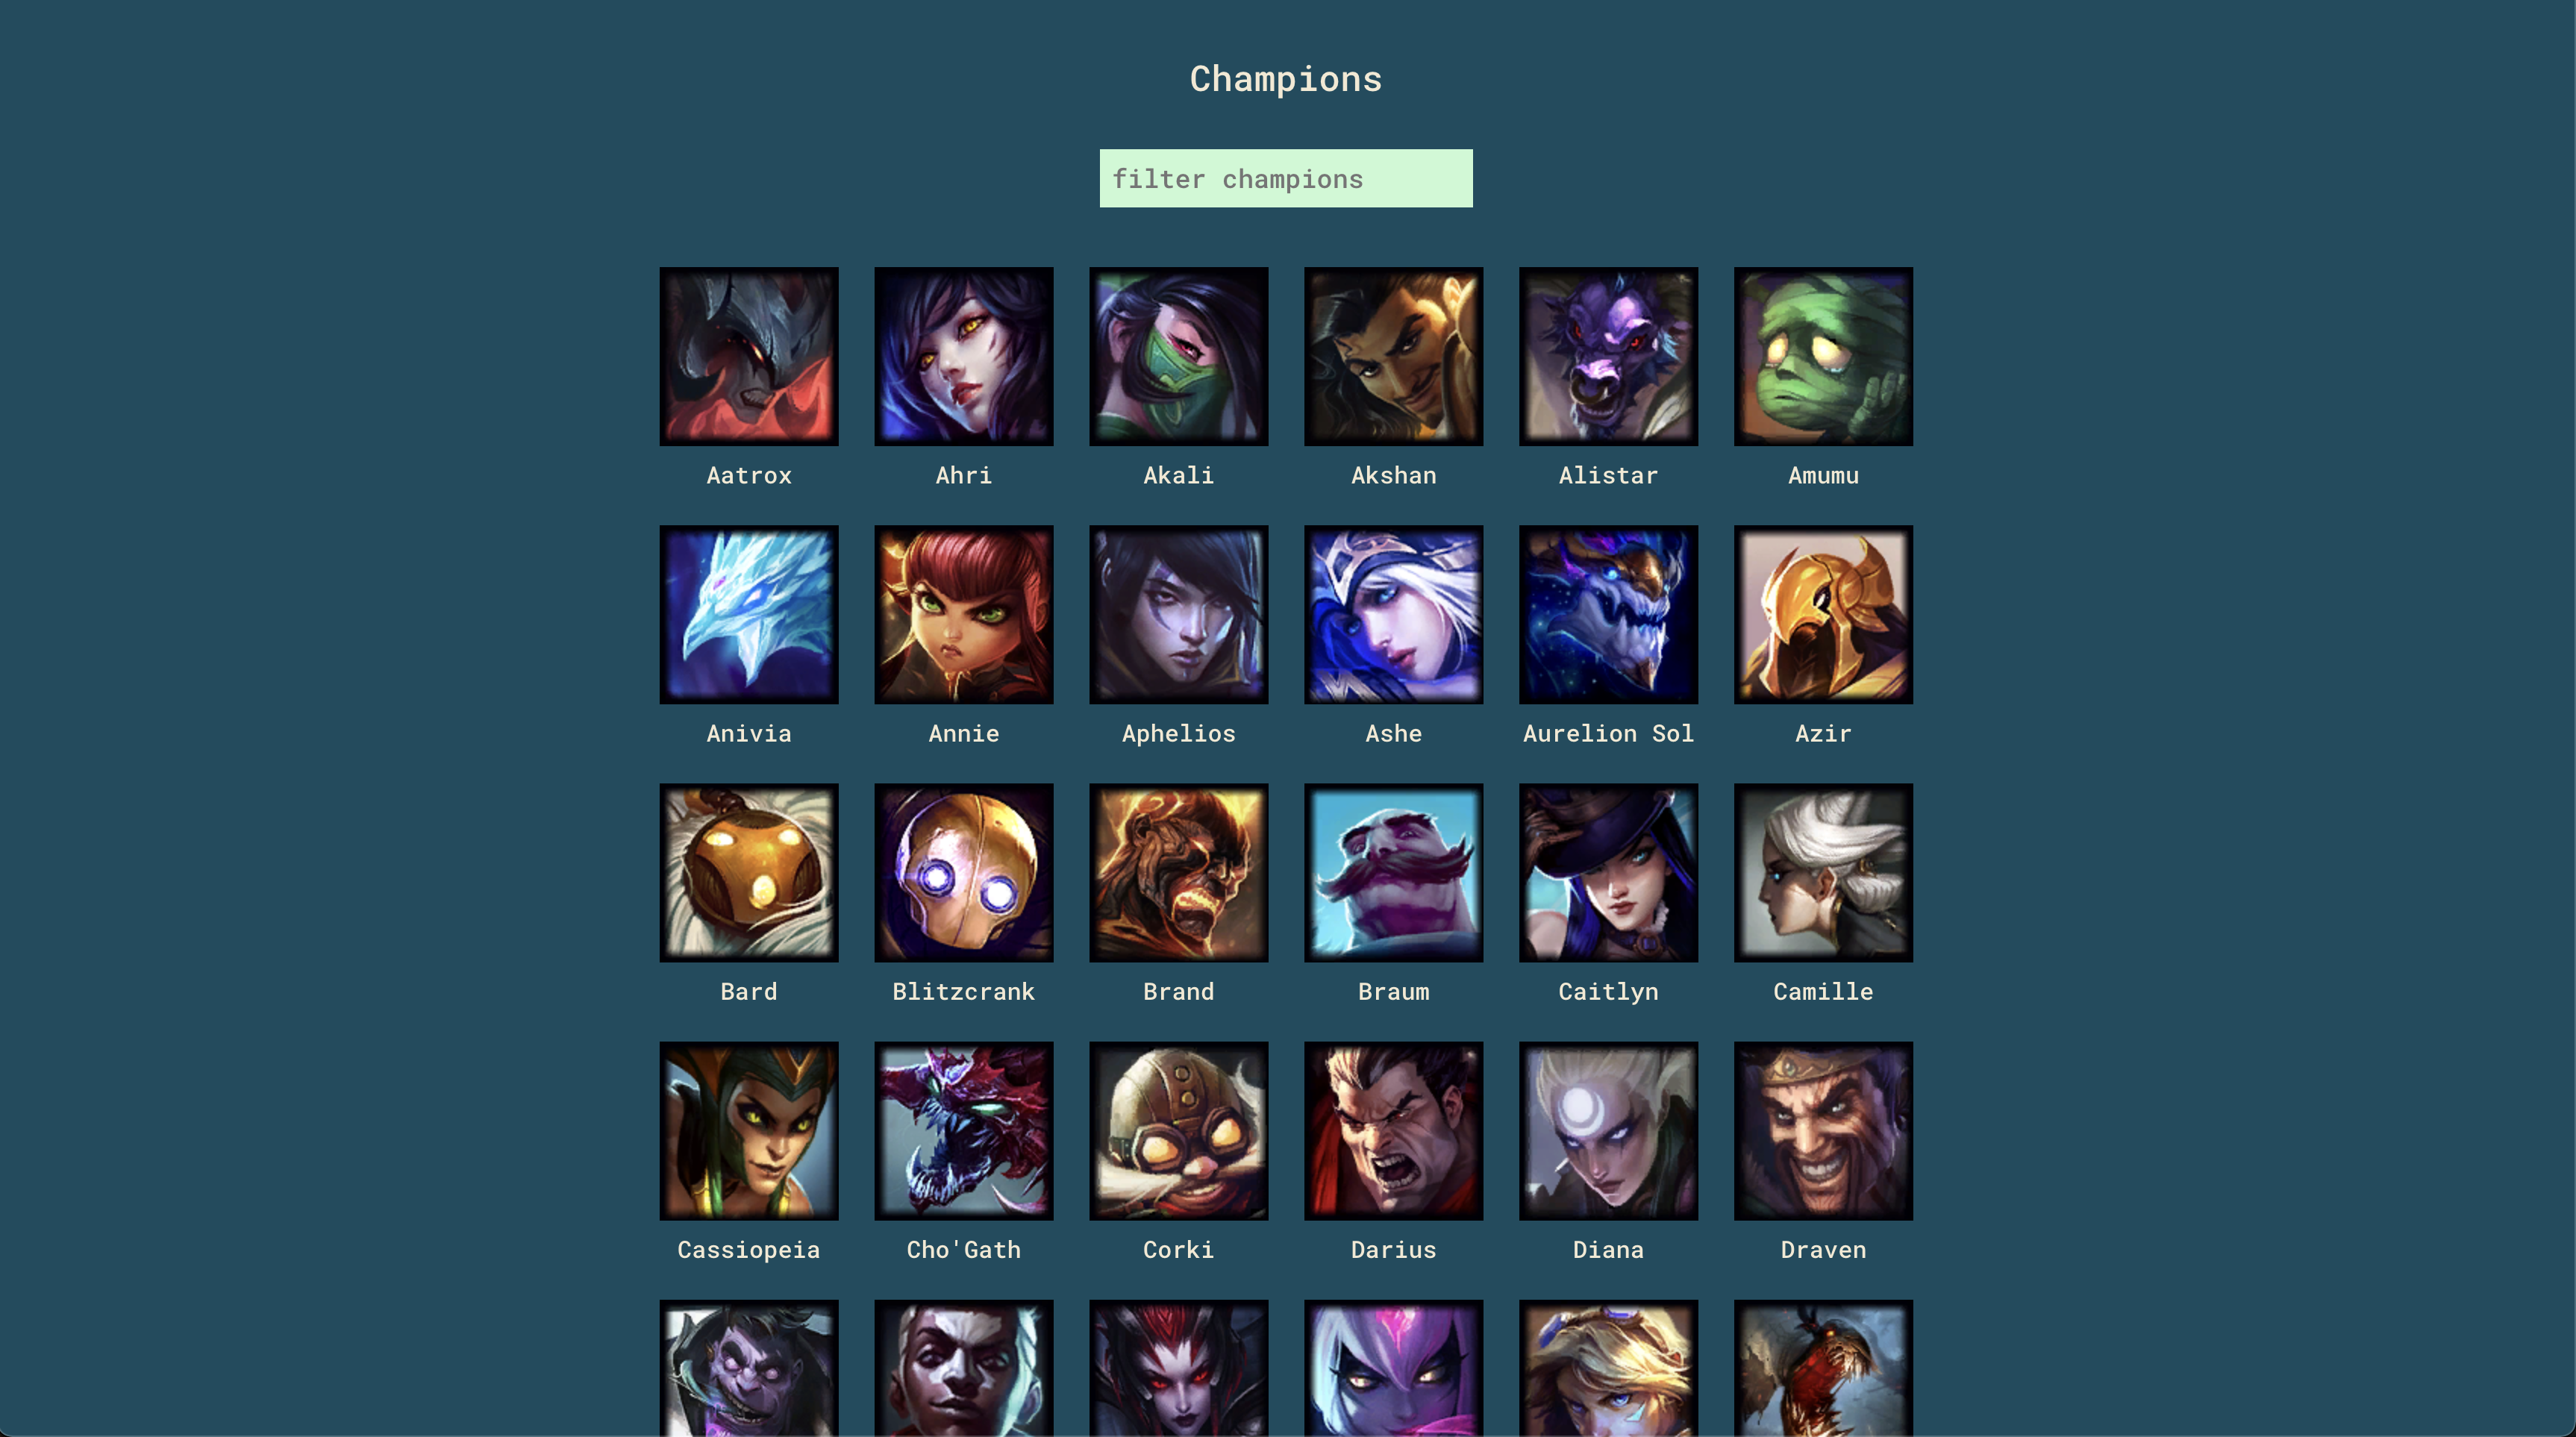 Champions
filter champions
Aatrox Ahri Akali Akshan Alistar Amumu
Anivia Annie Aphelios Ashe Aurelion Sol Azir
Bard Blitzcrank Brand Braum Caitlyn Camille
Cassiopeia Cho'Gath Corki Darius Diana Draven